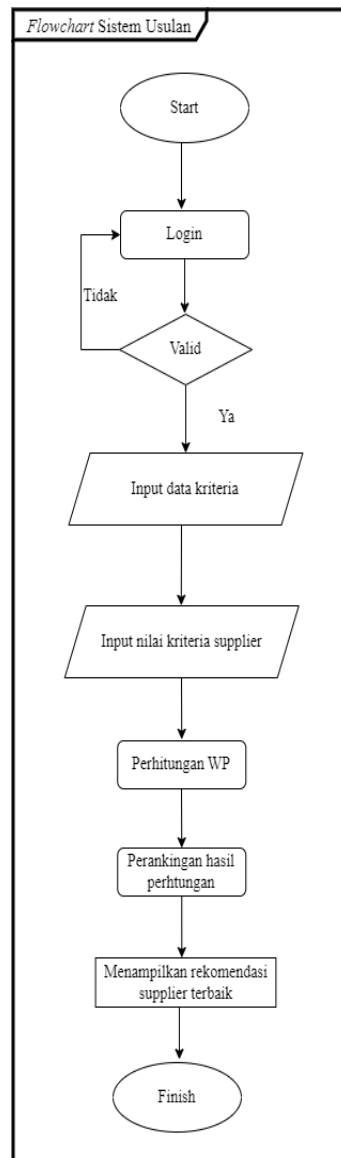 Flowchart Sistem Usulan
Start
Login
Tidak
Valid
Ya
Input data kriteria
Input nilai kriteria supplier
Perhitungan WP
Perankingan hasil
perhtungan
Menampilkan rekomendasi
supplier terbaik
Finish